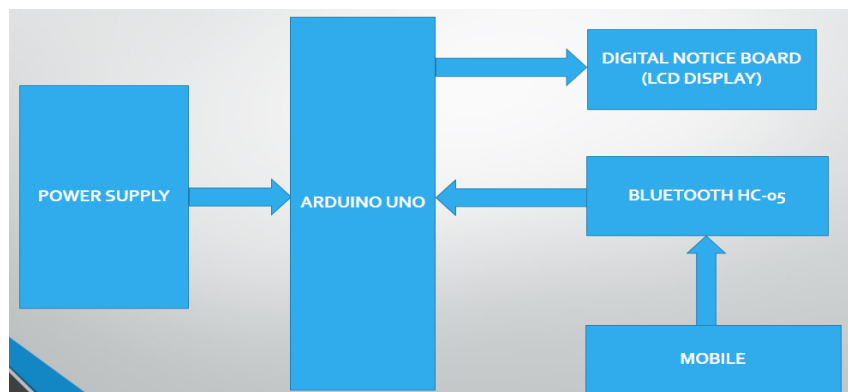 DIGITAL NOTICE BOARD
(LCD DISPLAY)
POWER SUPPLY
ARDUINO UNO
BLUETOOTH HC-05
MOBILE